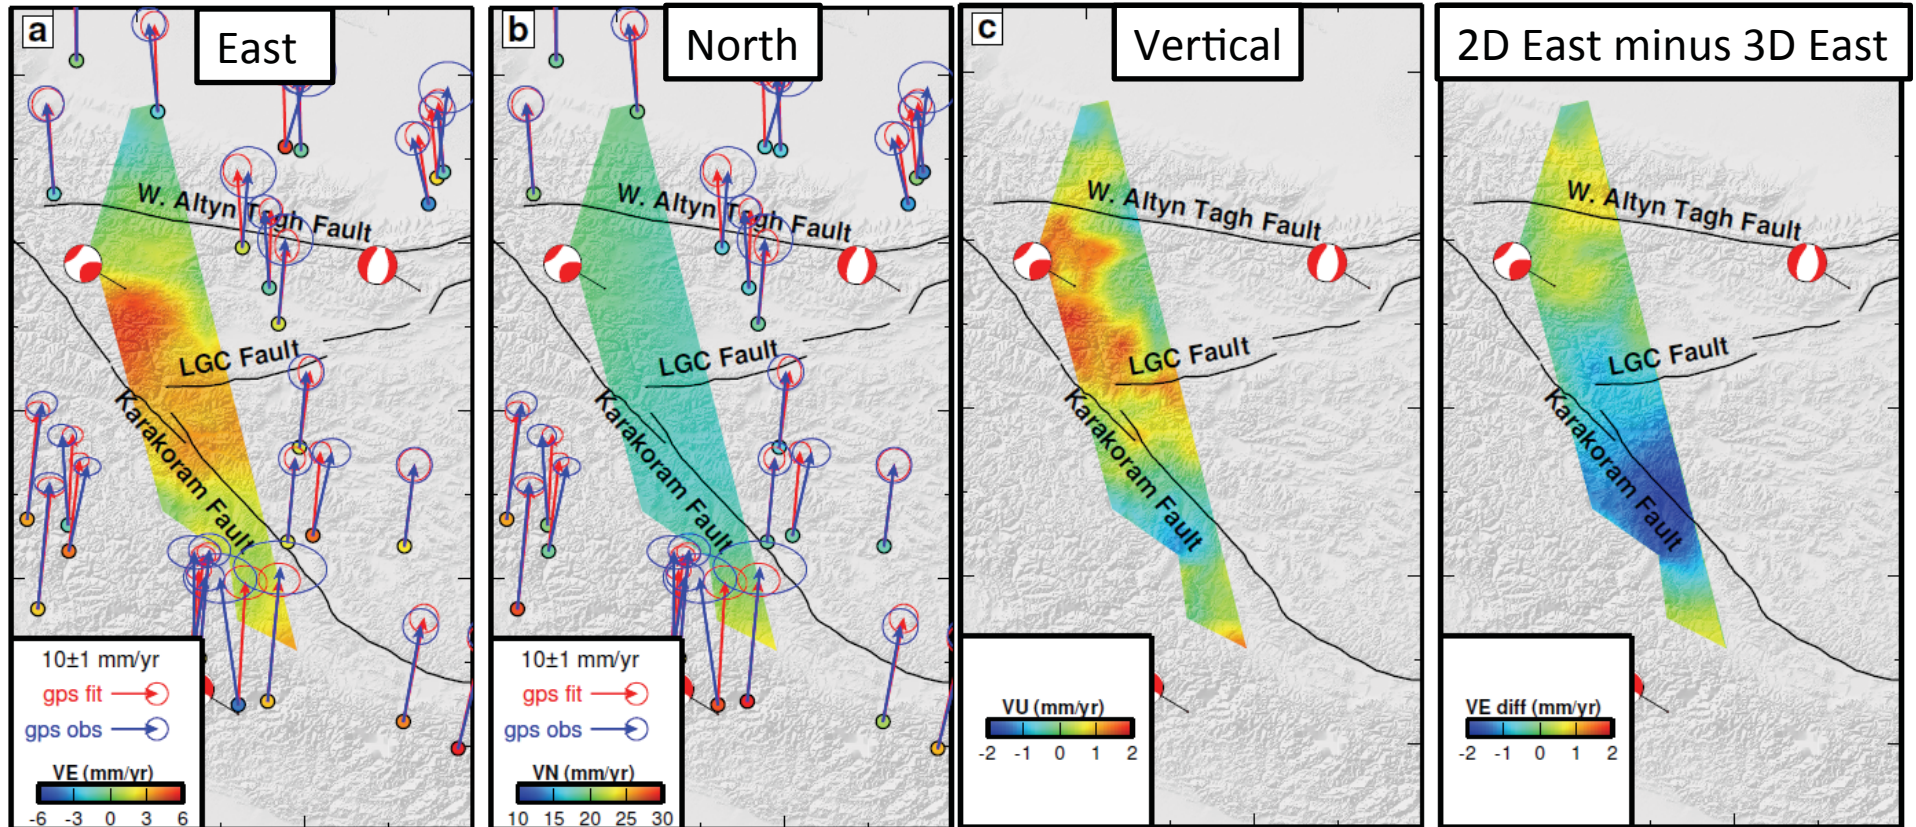 a
East
W. Altyn Tagh Fault
LGC Fault
Karakoram Fault
10±1 mm/yr
gps fit
gps obs
VE (mm/yr)
-6 -3 0 3 6
b
North
W. Altyn Tagh Fault
LGC Fault
Karakoram Fault
10±1 mm/yr
gps fit
gps obs
VN (mm/yr)
10 15 20 25 30
c
Vertical
W. Altyn Tagh Fault
LGC Fault
Karakoram Fault
VU (mm/yr)
-2 -1 0 1 2
2D East minus 3D East
W. Altyn Tagh Fault
LGC Fault
Karakoram Fault
VE diff (mm/yr)
-2 -1 0 1 2